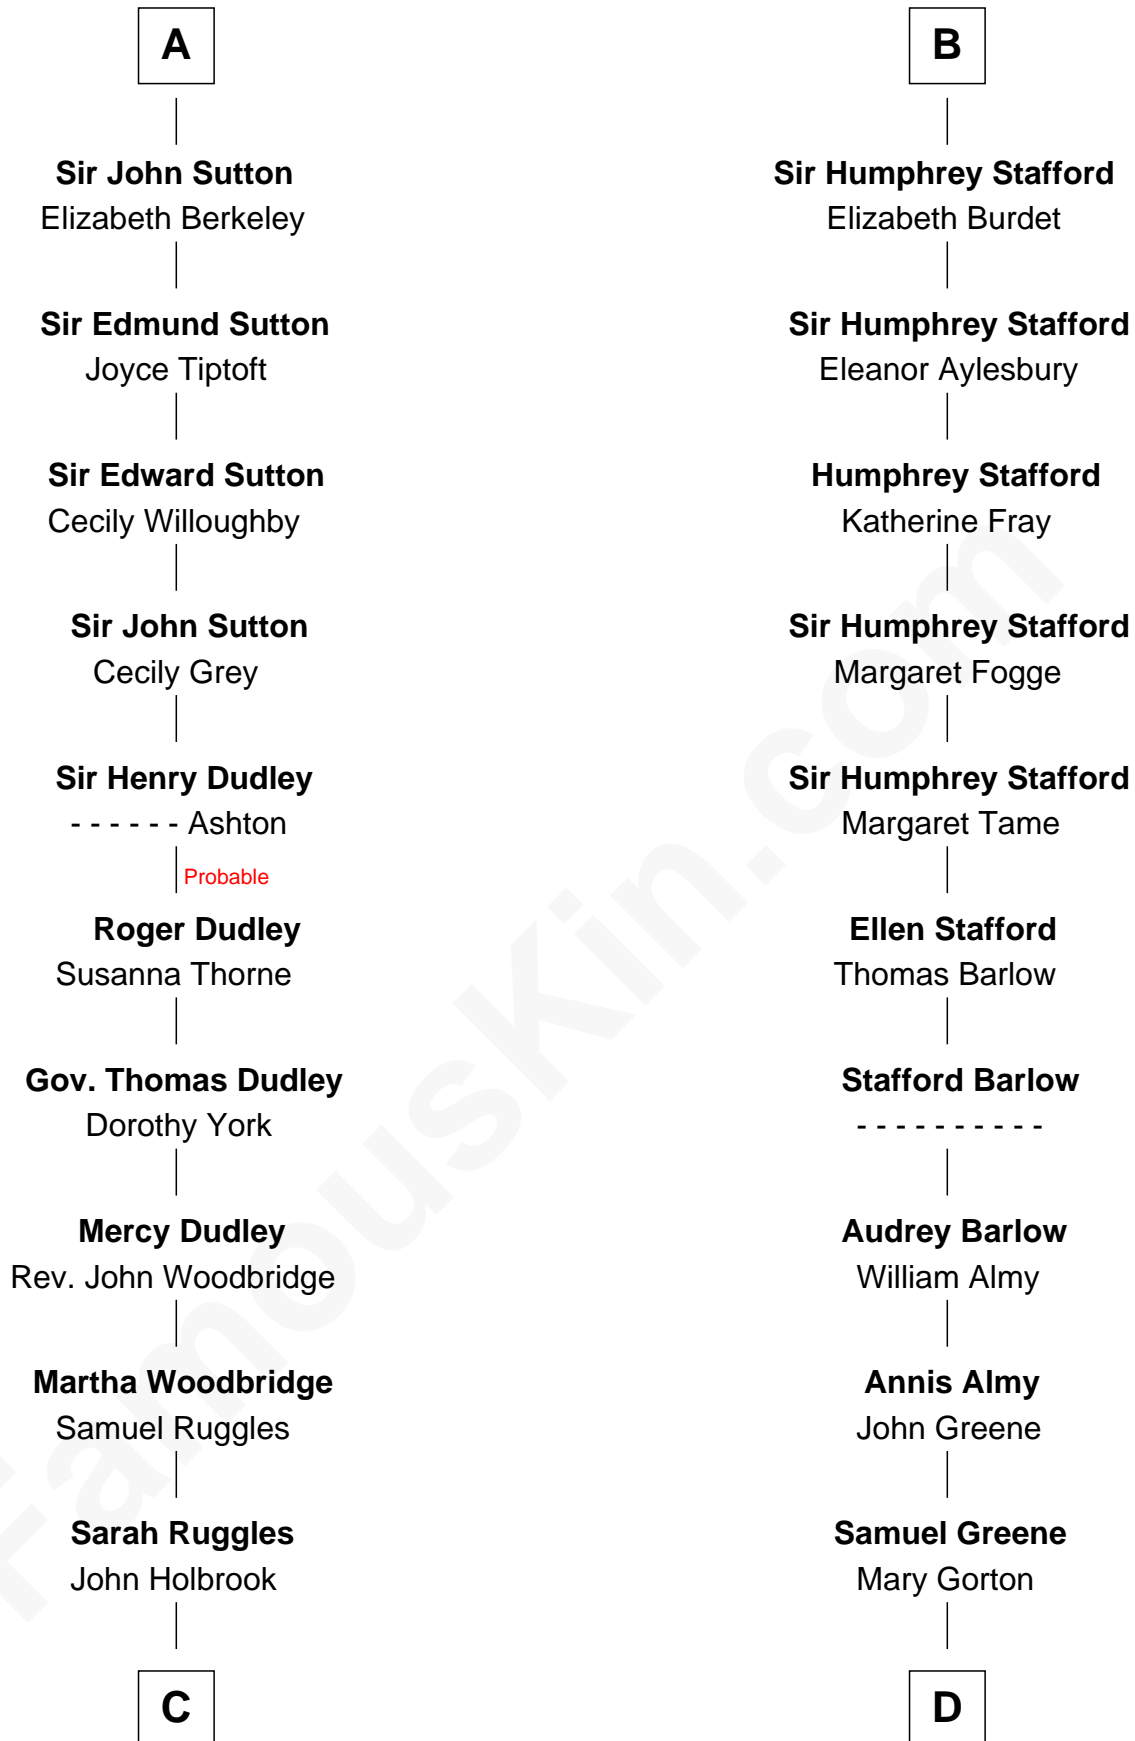 A
Sir John Sutton
Elizabeth Berkeley
Sir Edmund Sutton
Joyce Tiptoft
Sir Edward Sutton
Cecily Willoughby
Sir John Sutton
Cecily Grey
Sir Henry Dudley
- - - - - - Ashton
Probable
Roger Dudley
Susanna Thorne
Gov. Thomas Dudley
Dorothy York
Mercy Dudley
Rev. John Woodbridge
Martha Woodbridge
Samuel Ruggles
Sarah Ruggles
John Holbrook
C
B
Sir Humphrey Stafford
Elizabeth Burdet
Sir Humphrey Stafford
Eleanor Aylesbury
Humphrey Stafford
Katherine Fray
Sir Humphrey Stafford
Margaret Fogge
Sir Humphrey Stafford
Margaret Tame
Ellen Stafford
Thomas Barlow
Stafford Barlow
- - - - - - - - - -
Audrey Barlow
William Almy
Annis Almy
John Greene
Samuel Greene
Mary Gorton
D
FamousKin.com